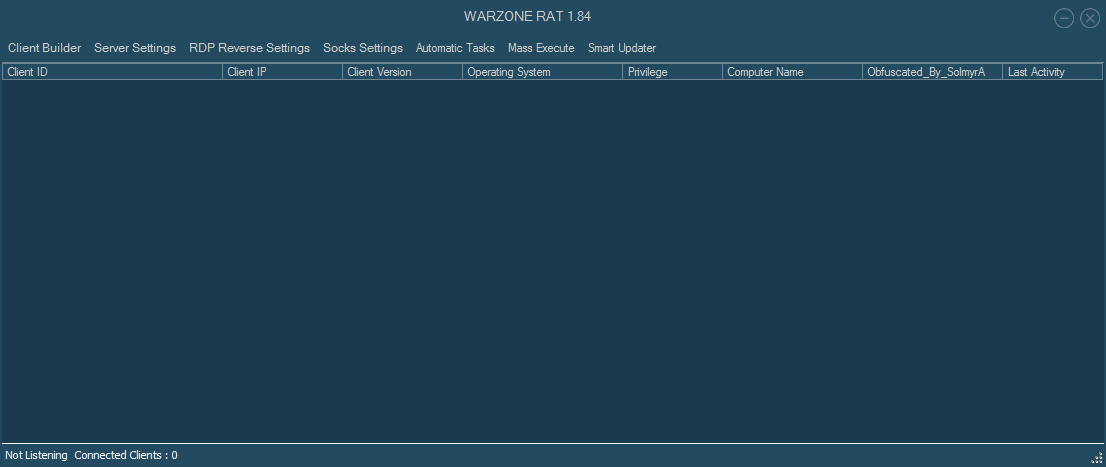 WARZONE RAT 1.84
Client Builder Server Settings RDP Reverse Settings Socks Settings Automatic Tasks Mass Execute Smart Updater
Client ID Client IP Client Version Operating System Privilege Computer Name Obfuscated_By_SolmyrA Last Activity
Not Listening Connected Clients : 0